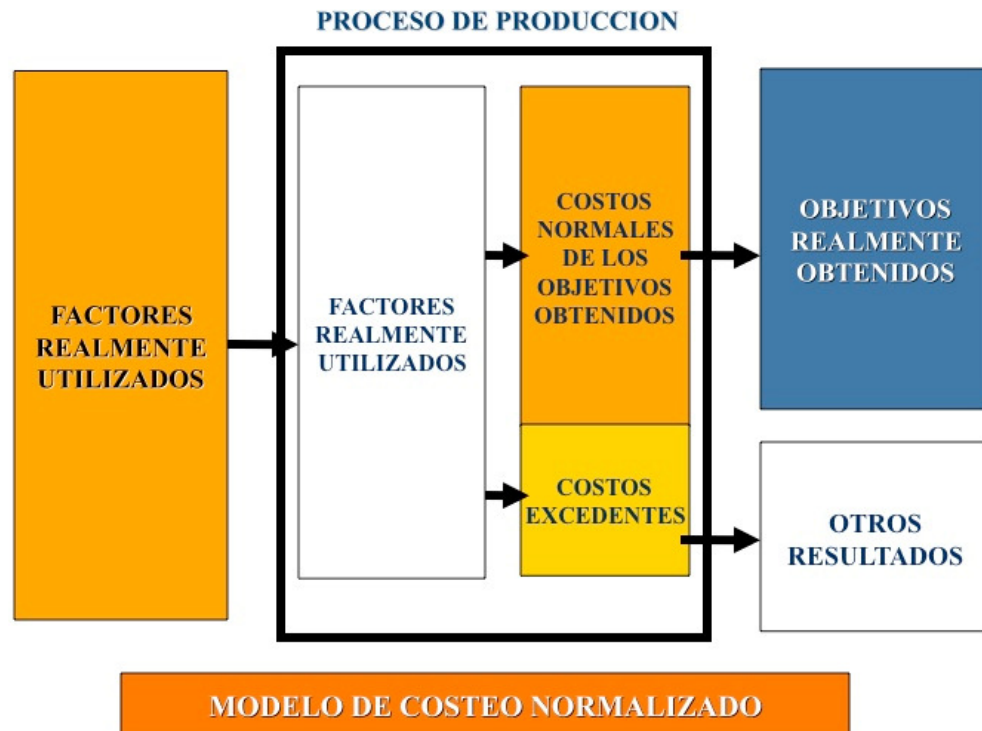 PROCESO DE PRODUCCION
FACTORES
REALMENTE
UTILIZADOS
FACTORES
REALMENTE
UTILIZADOS
COSTOS
NORMALES
DE LOS
OBJETIVOS
OBTENIDOS
COSTOS
EXCEDENTES
OBJETIVOS
REALMENTE
OBTENIDOS
OTROS
RESULTADOS
MODELO DE COSTEO NORMALIZADO